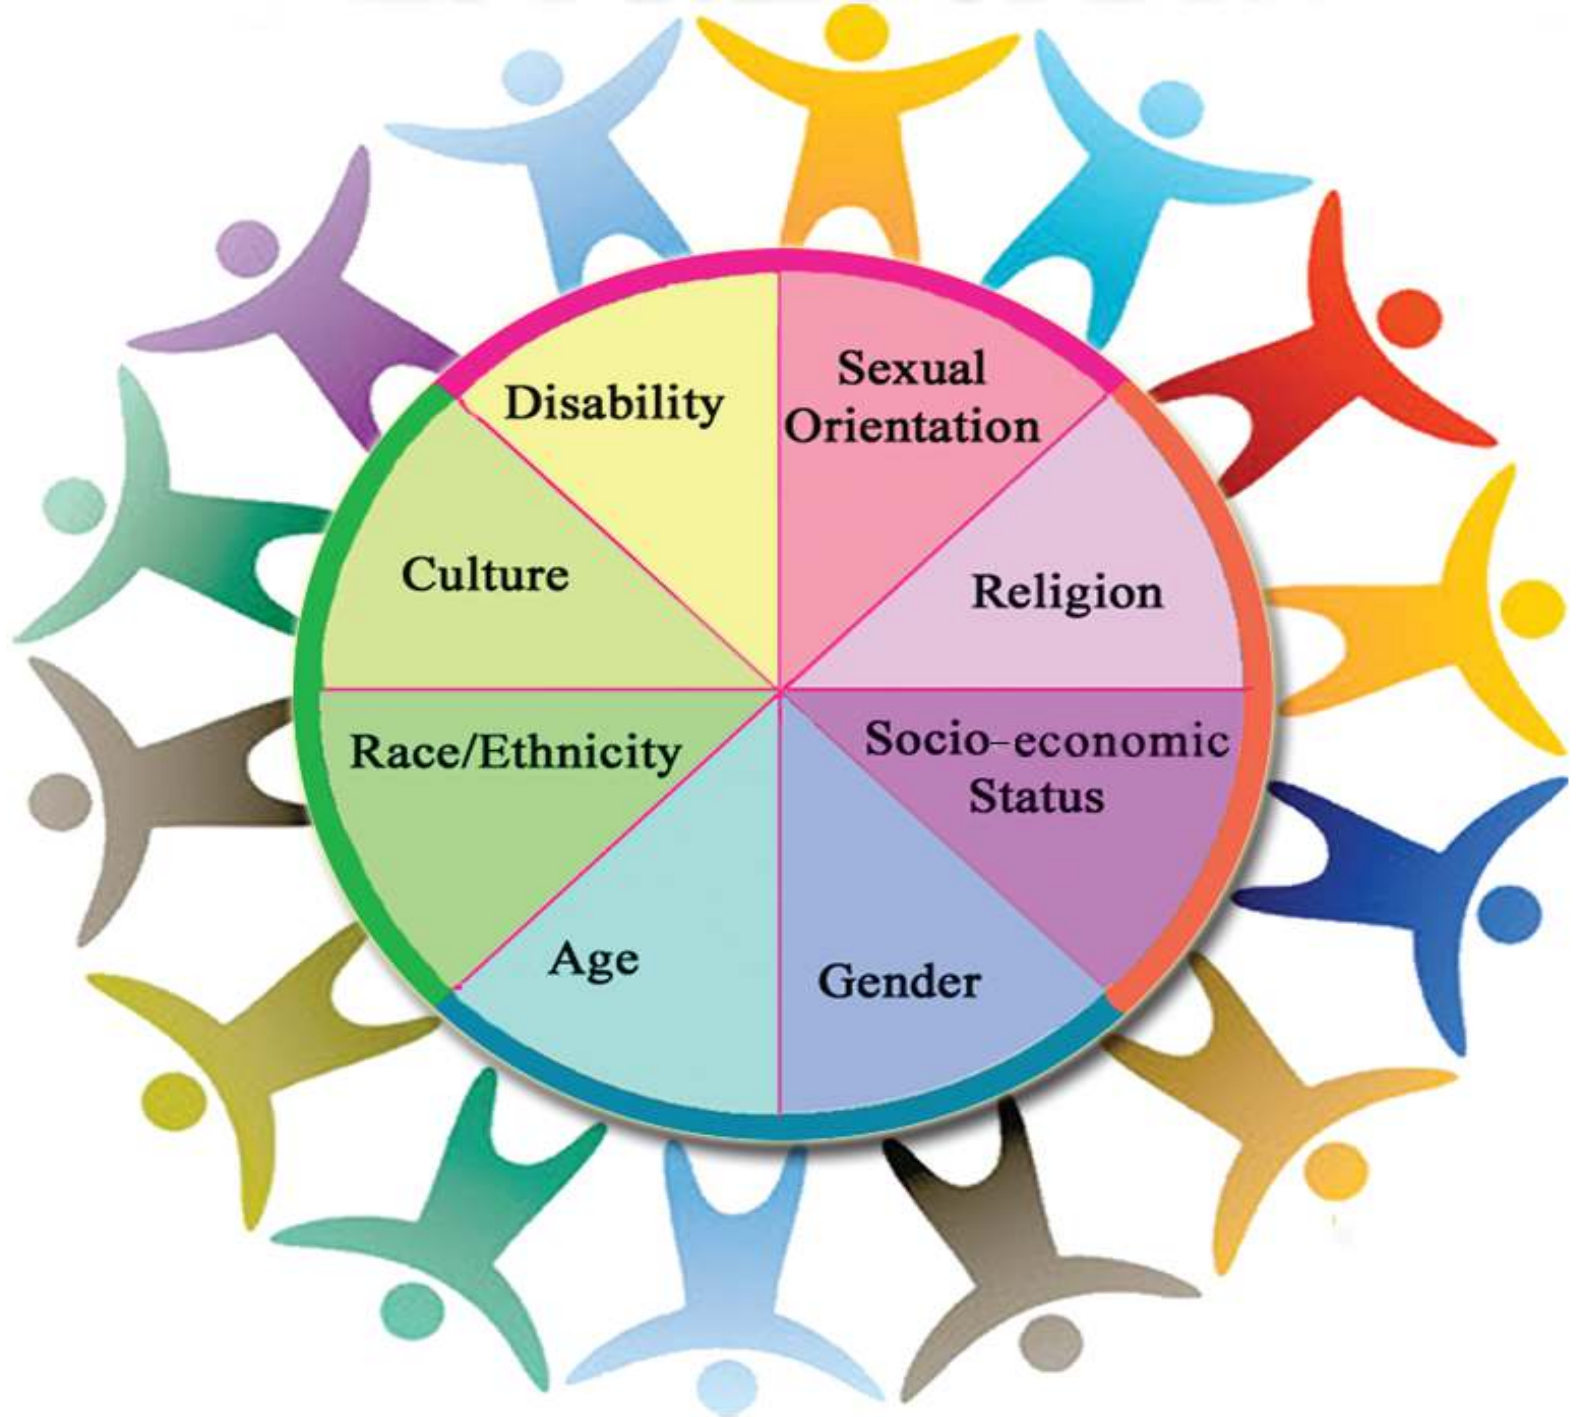 Disability
Sexual
Orientation
Culture
Religion
Race/Ethnicity
Socio-economic
Status
Age
Gender